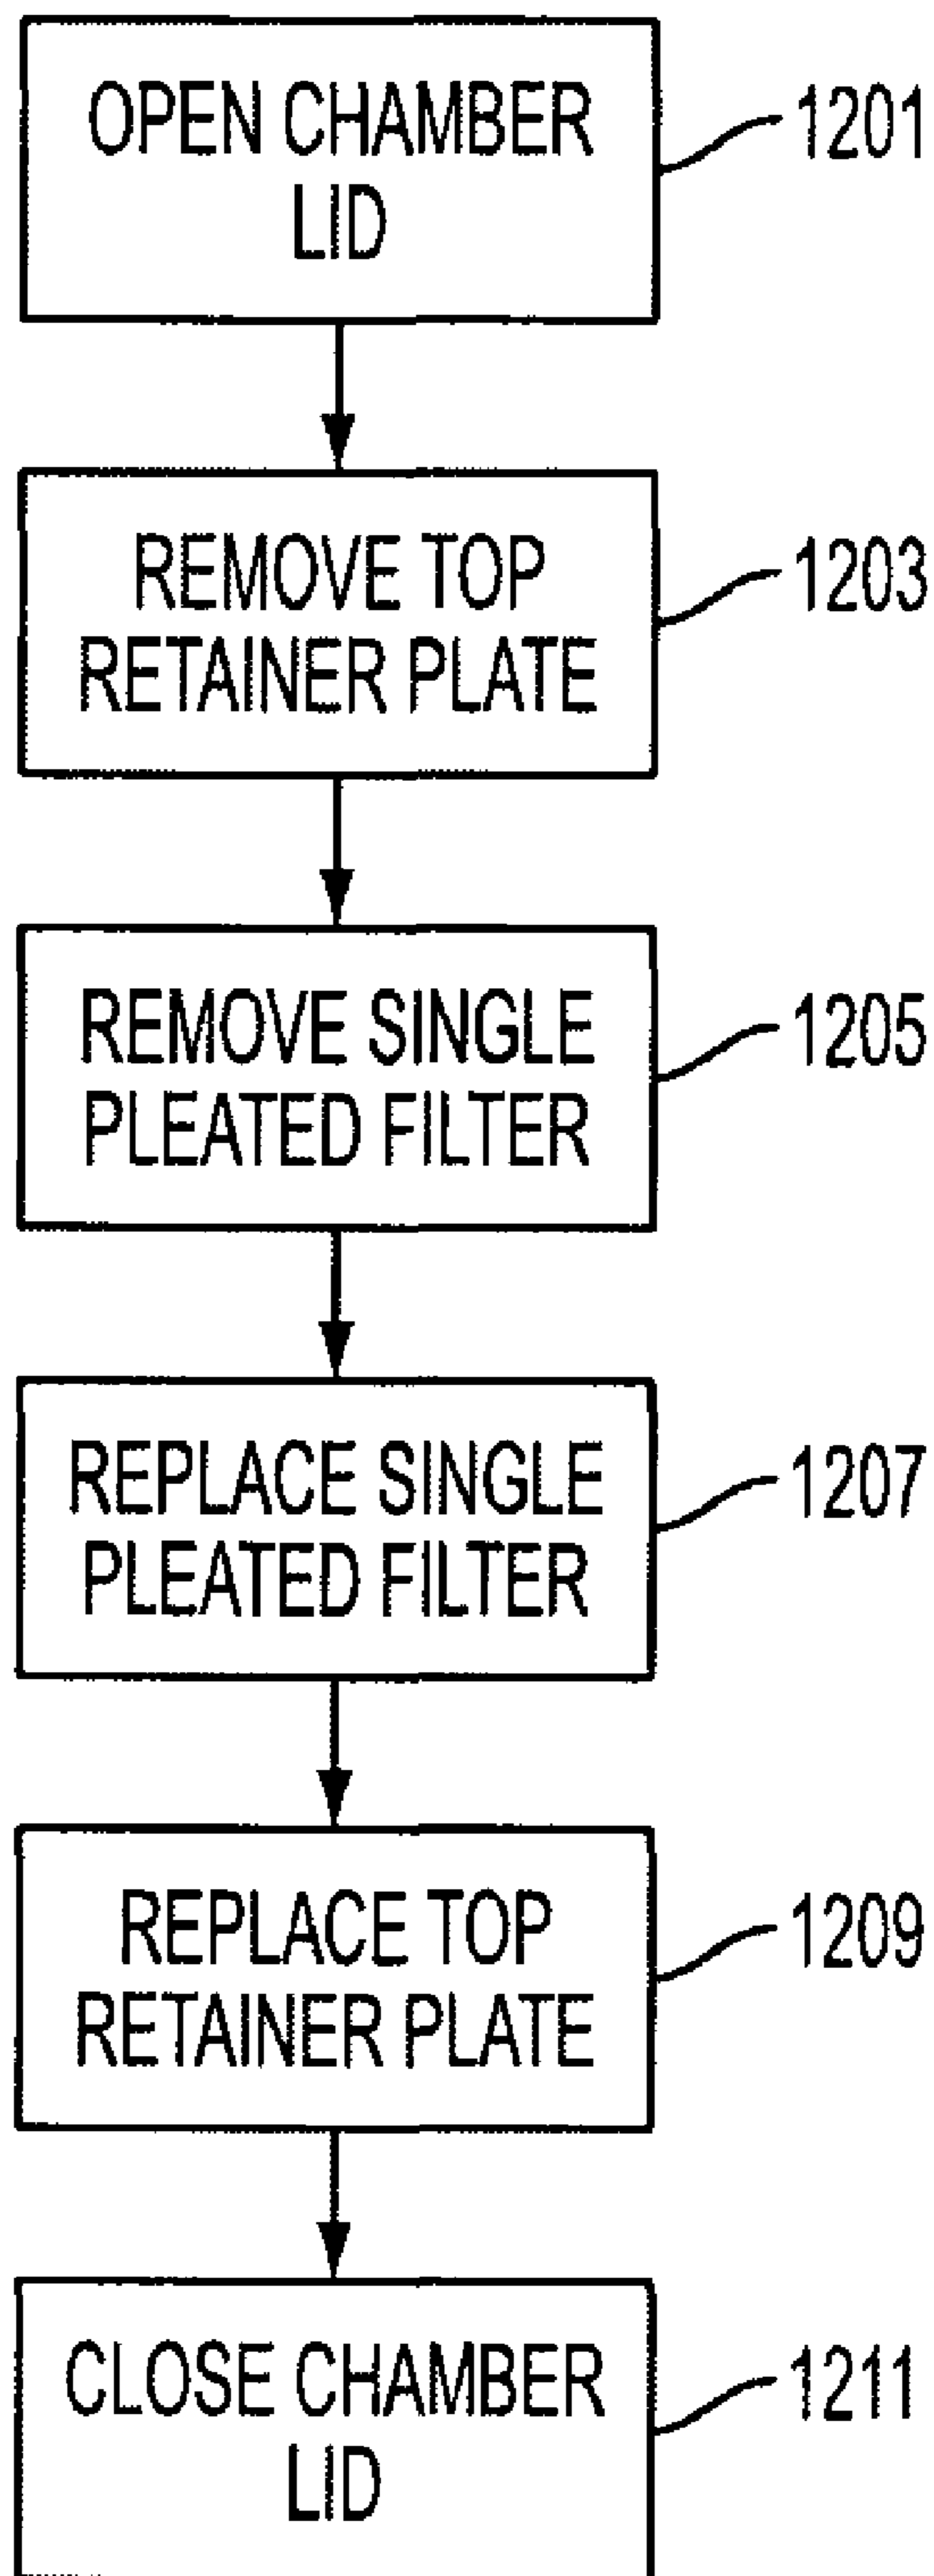 OPEN CHAMBER
LID
1201
REMOVE TOP
RETAINER PLATE
1203
REMOVE SINGLE
PLEATED FILTER
1205
REPLACE SINGLE
PLEATED FILTER
1207
REPLACE TOP
RETAINER PLATE
1209
CLOSE CHAMBER
LID
1211